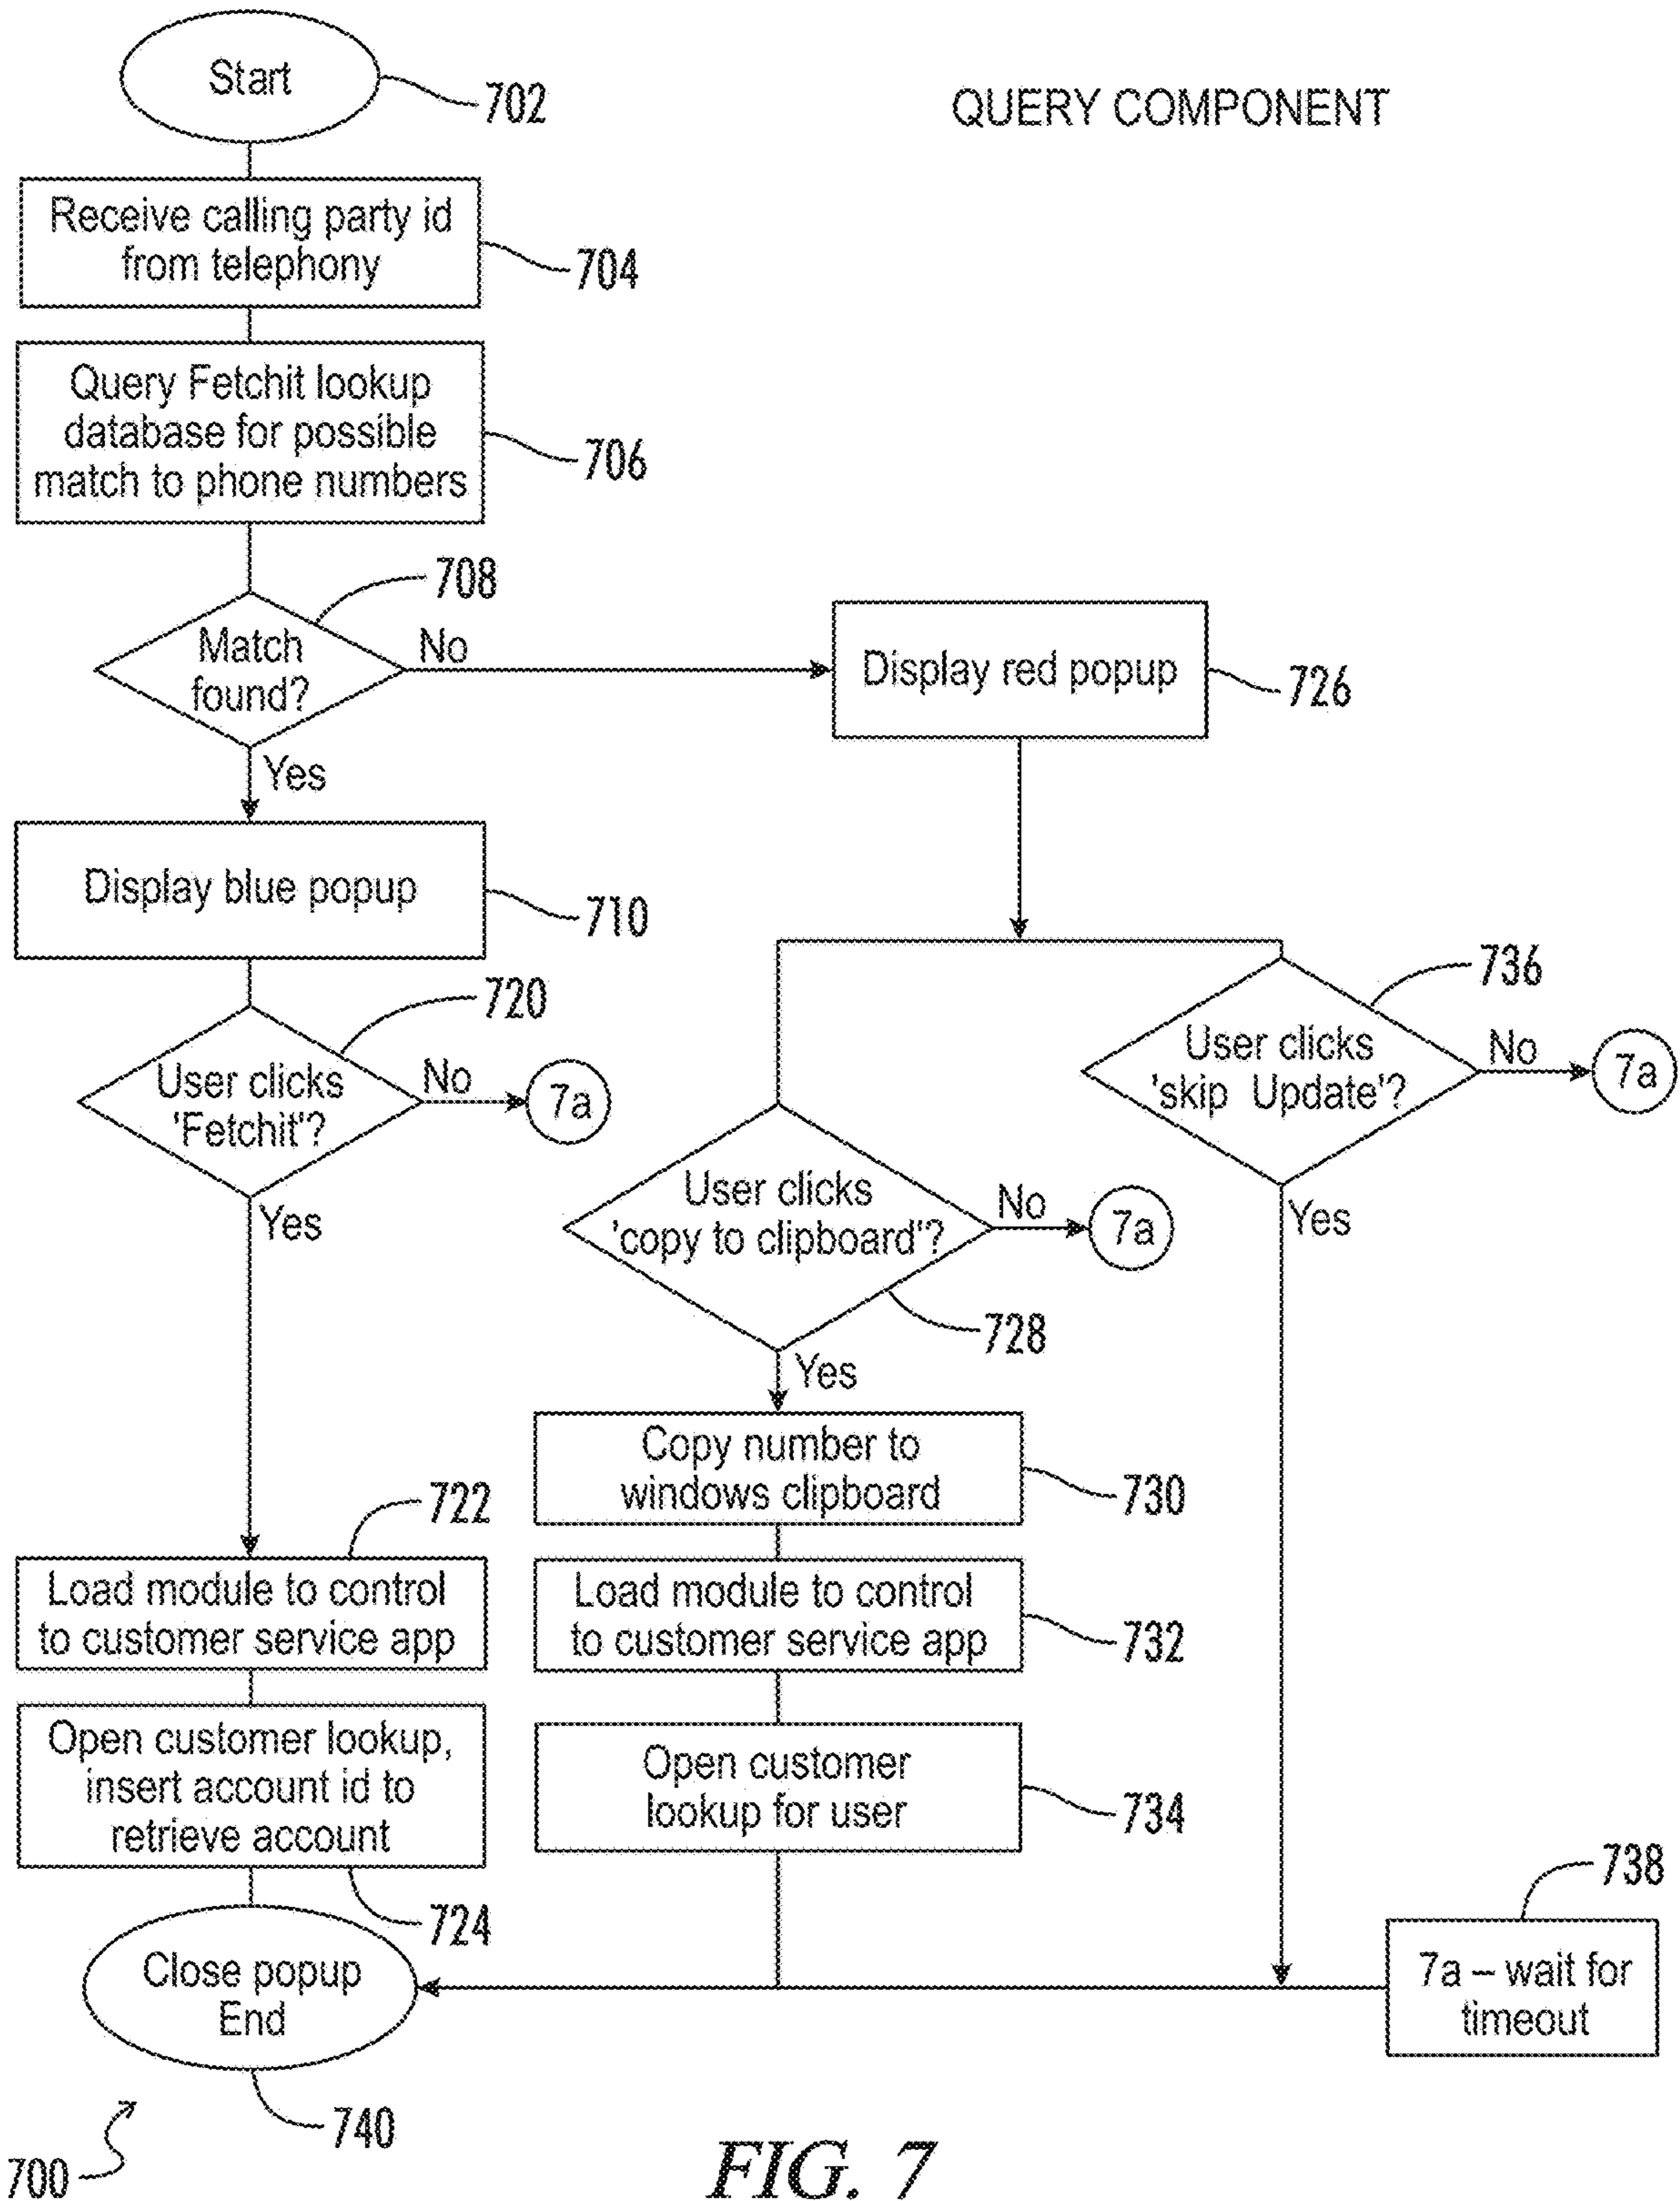 Start
702
QUERY COMPONENT
Receive calling party id
from telephony
704
Query Fetchit lookup
database for possible
match to phone numbers
706
708
Match
found?
No
Yes
Display red popup
726
Display blue popup
710
720
User clicks
'Fetchit'?
No
7a
Yes
736
User clicks
'skip Update'?
No
7a
Yes
User clicks
'copy to clipboard'?
No
7a
728
Yes
Copy number to
windows clipboard
730
722
Load module to control
to customer service app
Load module to control
to customer service app
732
Open customer lookup,
insert account id to
retrieve account
724
Open customer
lookup for user
734
738
7a – wait for
timeout
Close popup
End
740
700
FIG. 7